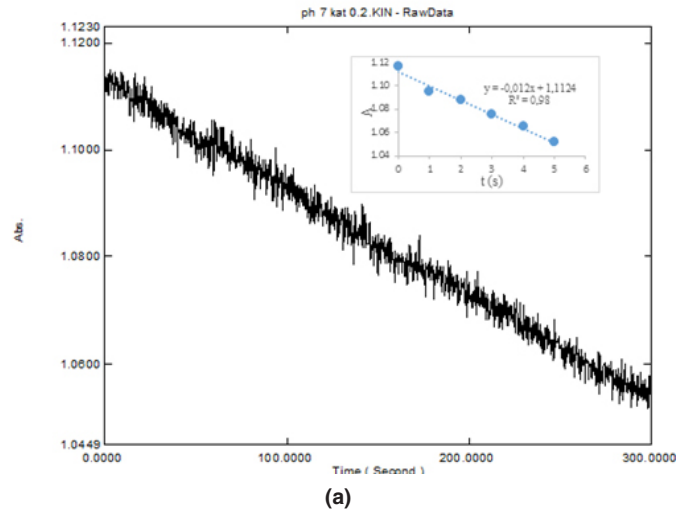 ph 7 kat 0.2.KIN - RawData
1.1230
1.1200
1.1000
1.0800
1.0600
1.0449
Abs.
1.12
1.10
1.08
1.06
1.04
A
y = -0,012x + 1,1124
R² = 0,98
0 1 2 3 4 5 6
t (s)
0.0000 100.0000 200.0000 300.0000
Time ( Second )
(a)